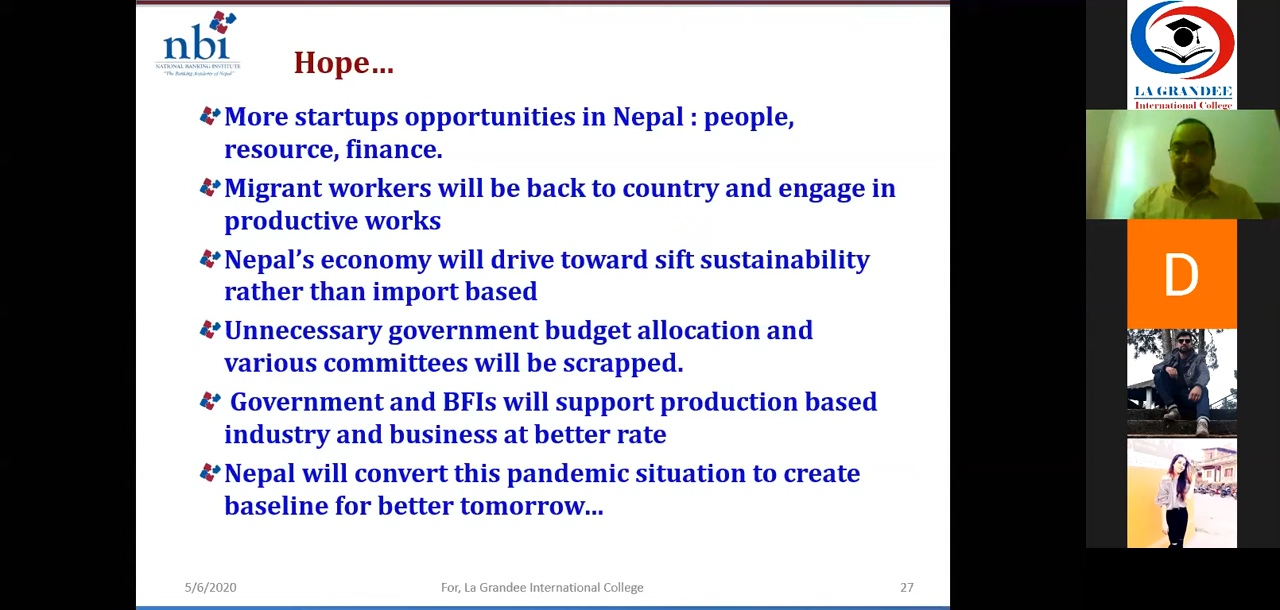 nbi
NATIONAL BANKING INSTITUTE
"The Banking Academy of Nepal"
Hope…
More startups opportunities in Nepal : people,
resource, finance.
Migrant workers will be back to country and engage in
productive works
Nepal's economy will drive toward sift sustainability
rather than import based
Unnecessary government budget allocation and
various committees will be scrapped.
Government and BFIs will support production based
industry and business at better rate
Nepal will convert this pandemic situation to create
baseline for better tomorrow…
5/6/2020
For, La Grandee International College
27
LA GRANDEE
International College
D